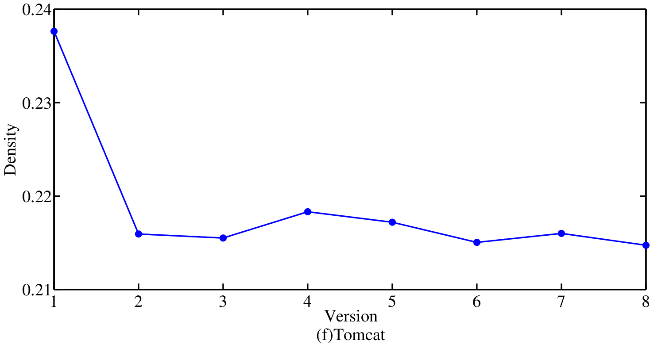 0.24
0.23
Density
0.22
0.21
1 2 3 4 5 6 7 8
Version
(f)Tomcat